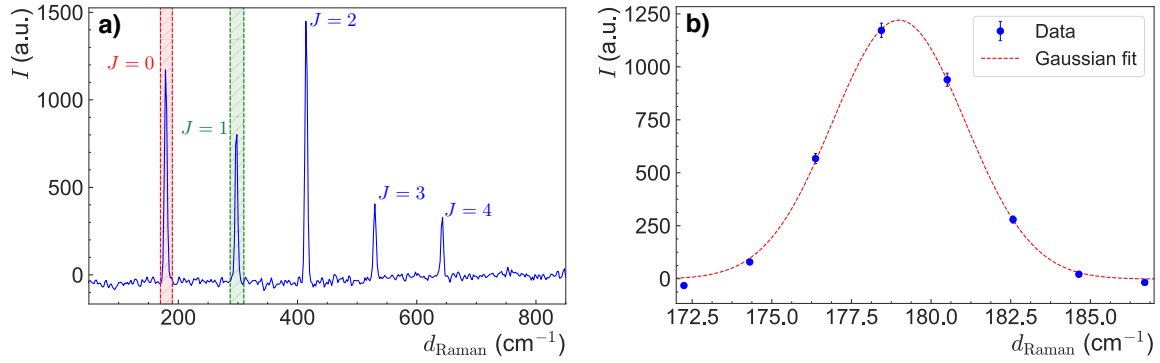 a)
I (a.u.)
1500
1000
500
0
J = 0
J = 1
J = 2
J = 3
J = 4
200
400
600
800
d_Raman (cm⁻¹)
b)
I (a.u.)
1250
1000
750
500
250
0
Data
Gaussian fit
172.5
175.0
177.5
180.0
182.5
185.0
d_Raman (cm⁻¹)